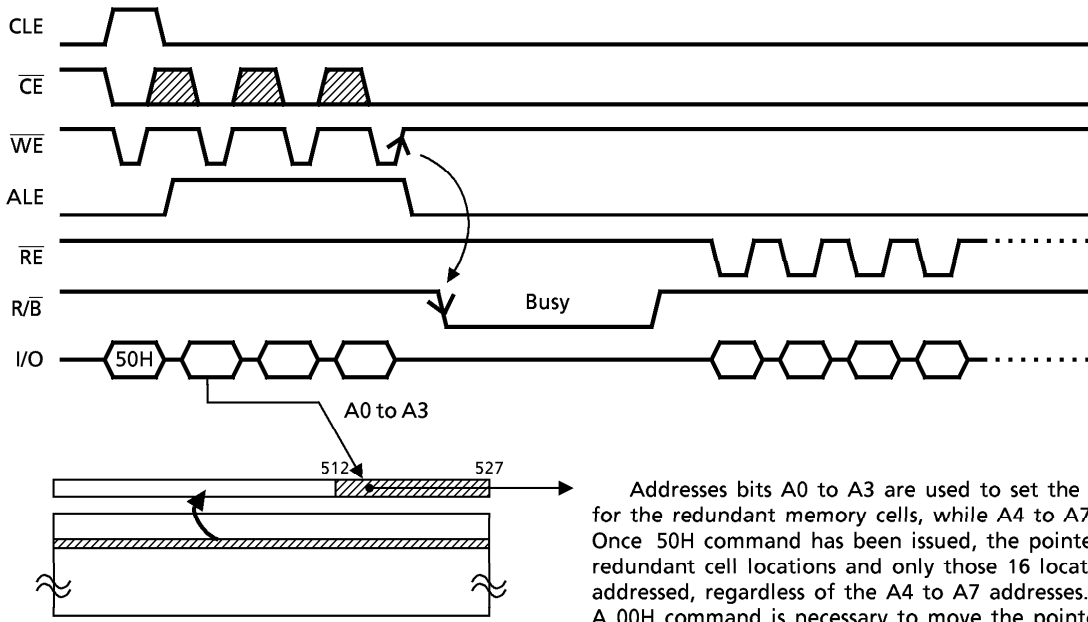 CLE
CE
WE
ALE
RE
R/B
Busy
I/O
50H
A0 to A3
512
527
Addresses bits A0 to A3 are used to set the
for the redundant memory cells, while A4 to A7
Once 50H command has been issued, the pointe
redundant cell locations and only those 16 locat
addressed, regardless of the A4 to A7 addresses.
A 00H command is necessary to move the pointe